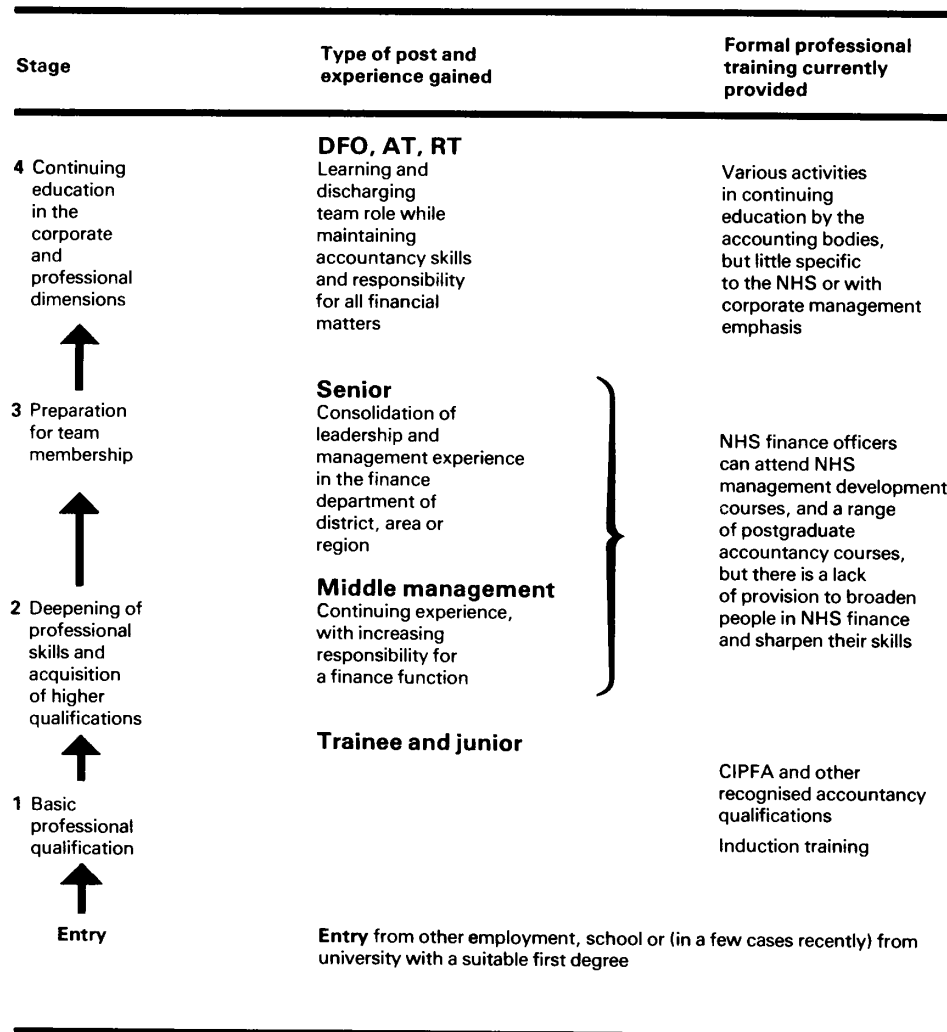 Stage
Type of post and
experience gained
Formal professional
training currently
provided
4 Continuing
education
in the
corporate
and
professional
dimensions
DFO, AT, RT
Learning and
discharging
team role while
maintaining
accountancy skills
and responsibility
for all financial
matters
Various activities
in continuing
education by the
accounting bodies,
but little specific
to the NHS or with
corporate management
emphasis
3 Preparation
for team
membership
Senior
Consolidation of
leadership and
management experience
in the finance
department of
district, area or
region
NHS finance officers
can attend NHS
management development
courses, and a range
of postgraduate
accountancy courses,
but there is a lack
of provision to broaden
people in NHS finance
and sharpen their skills
2 Deepening of
professional
skills and
acquisition
of higher
qualifications
Middle management
Continuing experience,
with increasing
responsibility for
a finance function
1 Basic
professional
qualification
Trainee and junior
CIPFA and other
recognised accountancy
qualifications
Induction training
Entry
Entry from other employment, school or (in a few cases recently) from
university with a suitable first degree